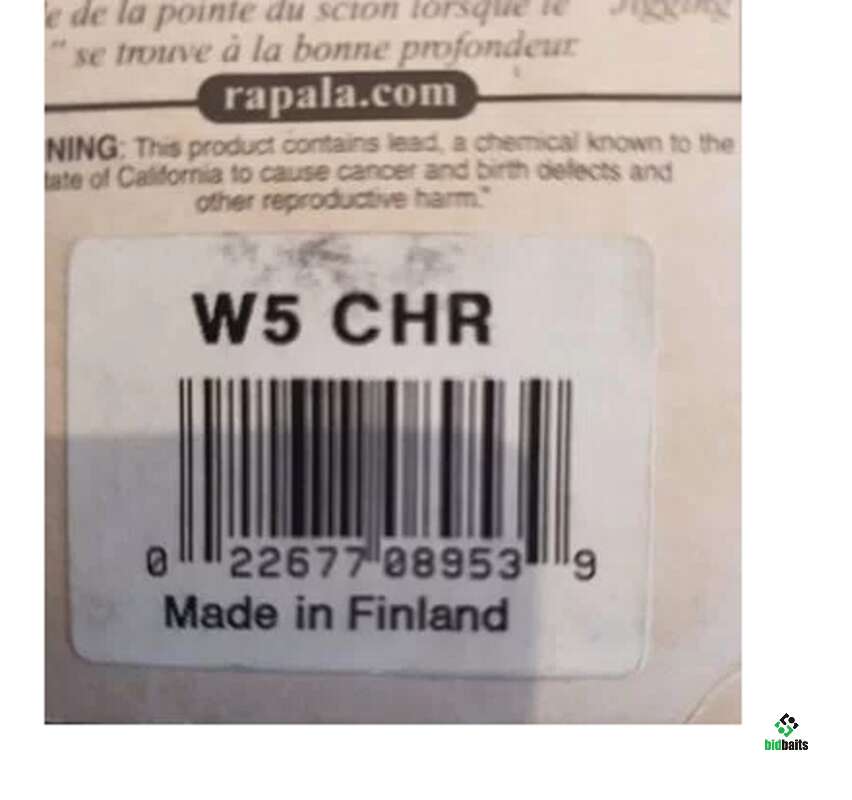 e de la pointe du scion lorsque le Jigging
" se trouve à la bonne profondeur.
rapala.com
NING: This product contains lead, a chemical known to the
tate of California to cause cancer and birth defects and
other reproductive harm."
W5 CHR
0 22677 08953 9
Made in Finland
bidbaits